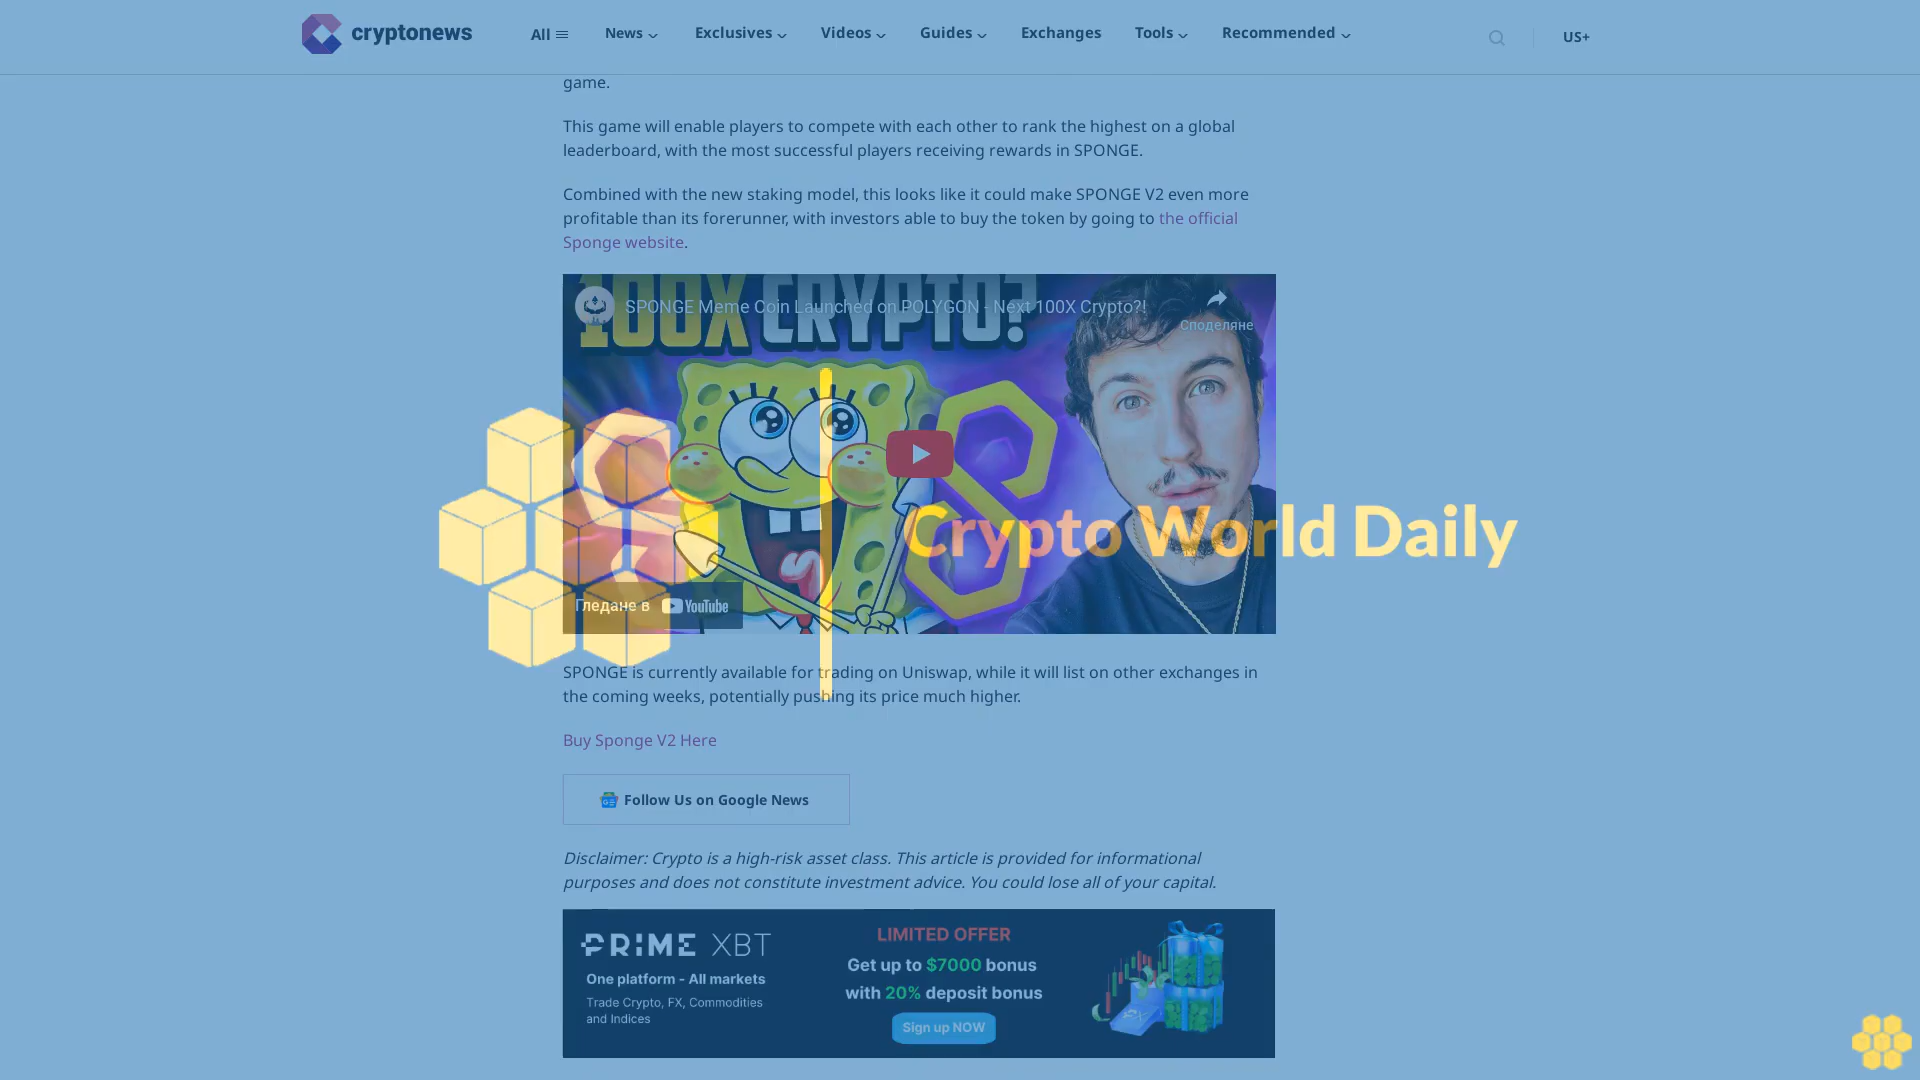 cryptonews
All
News
Exclusives
Videos
Guides
Exchanges
Tools
Recommended
US+
game.
This game will enable players to compete with each other to rank the highest on a global
leaderboard, with the most successful players receiving rewards in SPONGE.
Combined with the new staking model, this looks like it could make SPONGE V2 even more
profitable than its forerunner, with investors able to buy the token by going to the official
Sponge website.
100X CRYPTO?
SPONGE Meme Coin Launched on POLYGON - Next 100X Crypto?!
Споделяне
Crypto World Daily
Гледане в YouTube
SPONGE is currently available for trading on Uniswap, while it will list on other exchanges in
the coming weeks, potentially pushing its price much higher.
Buy Sponge V2 Here
Follow Us on Google News
Disclaimer: Crypto is a high-risk asset class. This article is provided for informational
purposes and does not constitute investment advice. You could lose all of your capital.
PRIME XBT
One platform - All markets
Trade Crypto, FX, Commodities
and Indices
LIMITED OFFER
Get up to $7000 bonus
with 20% deposit bonus
Sign up NOW